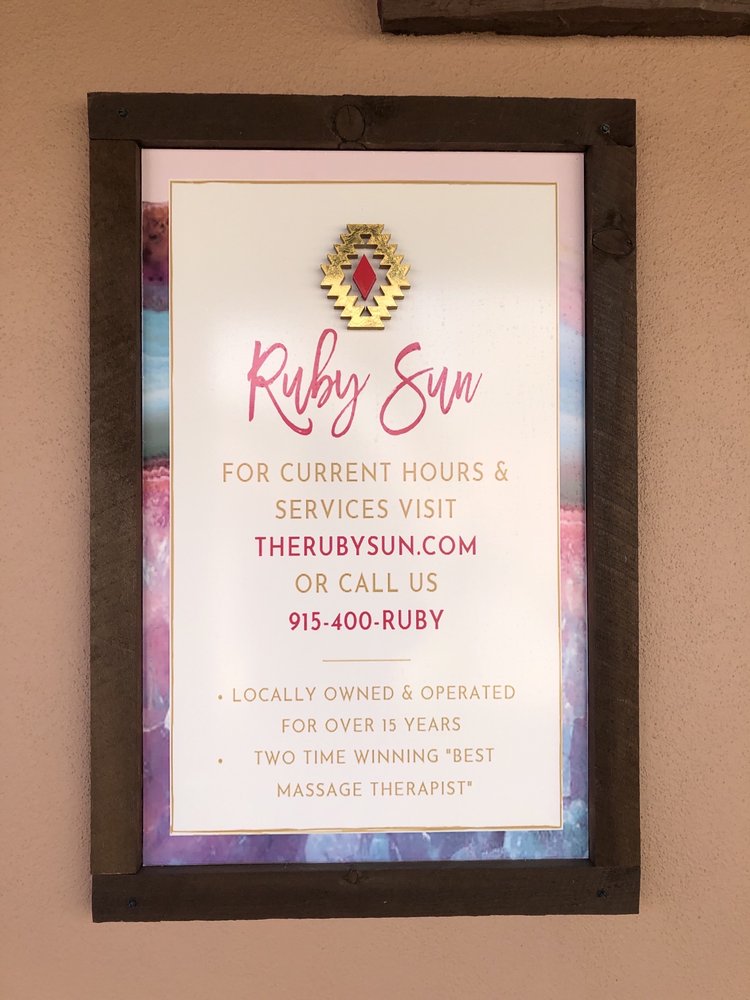 Ruby Sun
FOR CURRENT HOURS &
SERVICES VISIT
THERUBYSUN.COM
OR CALL US
915-400-RUBY
• LOCALLY OWNED & OPERATED
FOR OVER 15 YEARS
• TWO TIME WINNING "BEST
MASSAGE THERAPIST"